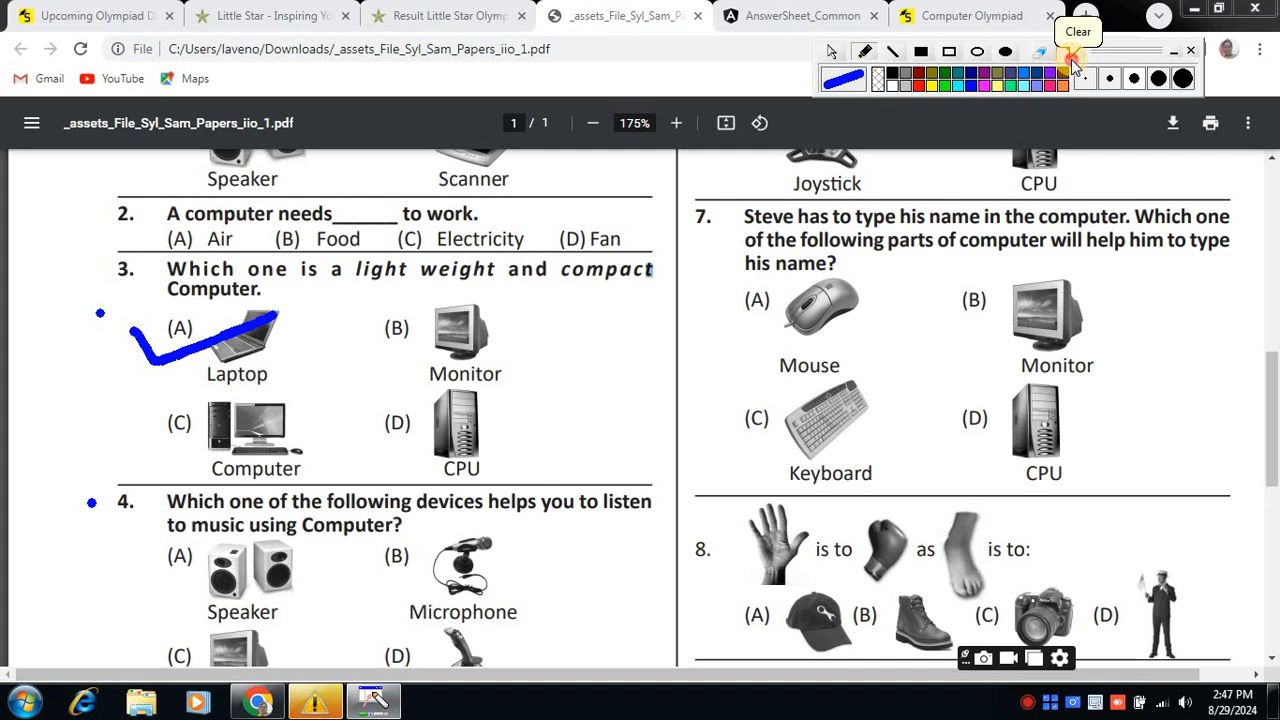 Upcoming Olympiad D
Little Star - Inspiring Yo
Result Little Star Olymp
_assets_File_Syl_Sam_P
AnswerSheet_Common
Computer Olympiad
Clear
File
C:/Users/laveno/Downloads/_assets_File_Syl_Sam_Papers_iio_1.pdf
Gmail
YouTube
Maps
_assets_File_Syl_Sam_Papers_iio_1.pdf
1 / 1
175%
Speaker
Scanner
2. A computer needs______ to work.
(A) Air (B) Food (C) Electricity (D) Fan
3. Which one is a light weight and compact
Computer.
(A)
(B)
Laptop
Monitor
(C)
(D)
Computer
CPU
4. Which one of the following devices helps you to listen
to music using Computer?
(A)
(B)
Speaker
Microphone
(C)
(D)
Joystick
CPU
7. Steve has to type his name in the computer. Which one
of the following parts of computer will help him to type
his name?
(A)
(B)
Mouse
Monitor
(C)
(D)
Keyboard
CPU
8. is to as is to:
(A) (B) (C) (D)
2:47 PM
8/29/2024